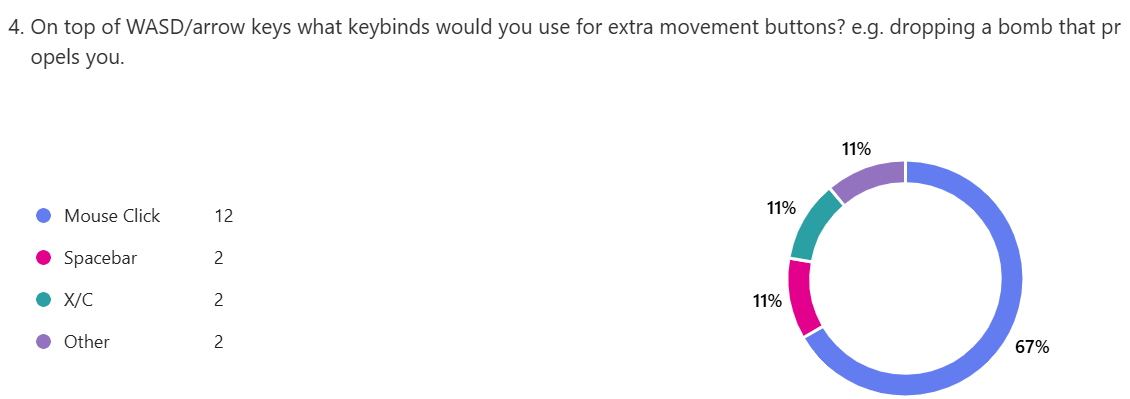 4. On top of WASD/arrow keys what keybinds would you use for extra movement buttons? e.g. dropping a bomb that pr
opels you.
11%
11%
Mouse Click 12
Spacebar 2
X/C 2
11%
Other 2
67%